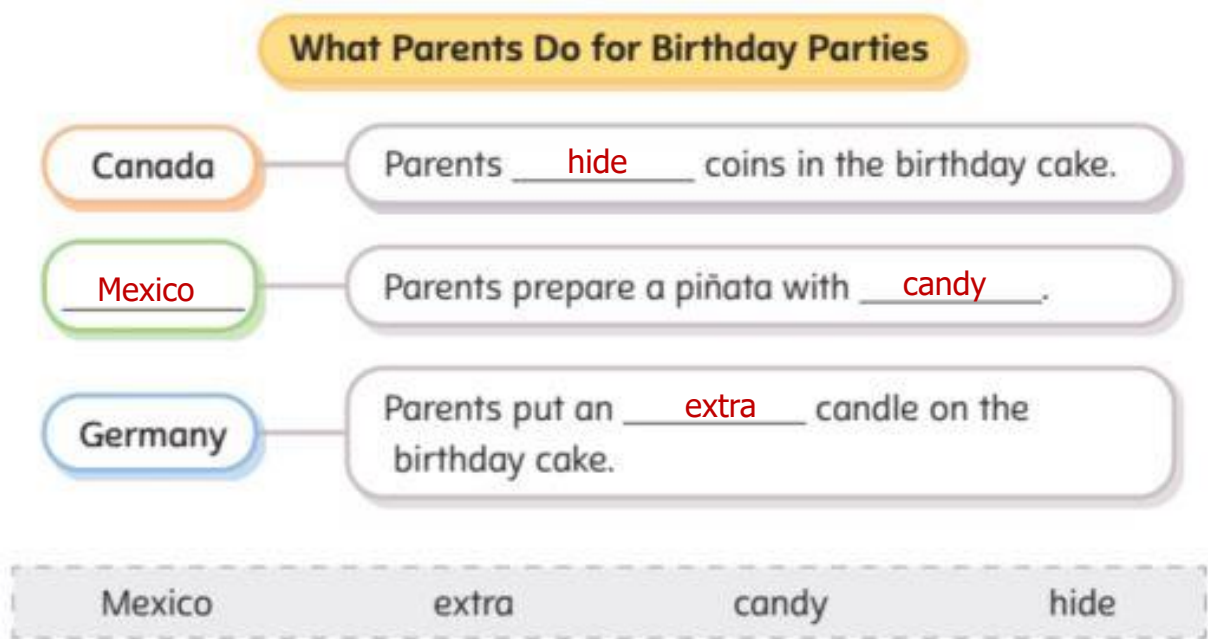 What Parents Do for Birthday Parties
Canada
Parents hide coins in the birthday cake.
Mexico
Parents prepare a piñata with candy.
Germany
Parents put an extra candle on the
birthday cake.
Mexico extra candy hide